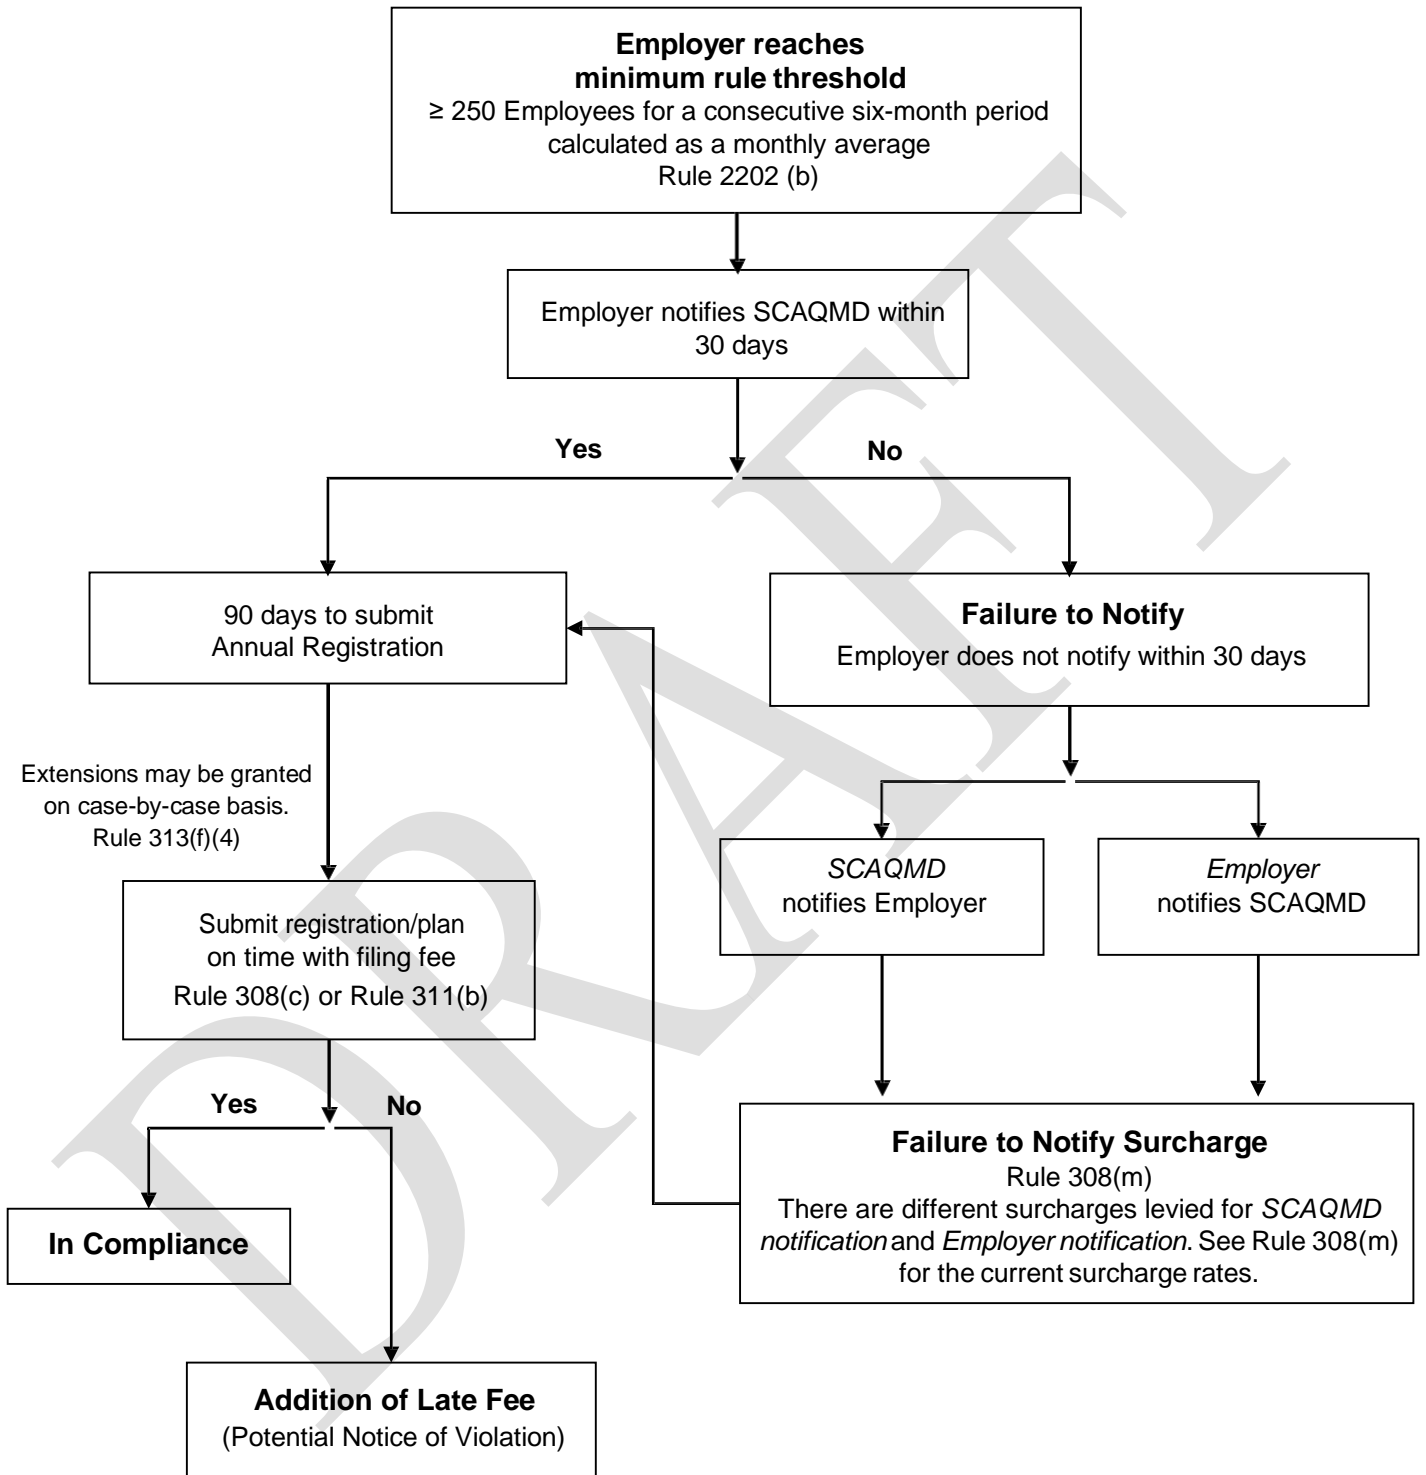 Employer reaches
minimum rule threshold
≥ 250 Employees for a consecutive six-month period
calculated as a monthly average
Rule 2202 (b)
Employer notifies SCAQMD within
30 days
Yes
No
90 days to submit
Annual Registration
Failure to Notify
Employer does not notify within 30 days
Extensions may be granted
on case-by-case basis.
Rule 313(f)(4)
SCAQMD
notifies Employer
Employer
notifies SCAQMD
Submit registration/plan
on time with filing fee
Rule 308(c) or Rule 311(b)
Yes
No
Failure to Notify Surcharge
Rule 308(m)
There are different surcharges levied for SCAQMD
notification and Employer notification. See Rule 308(m)
for the current surcharge rates.
In Compliance
Addition of Late Fee
(Potential Notice of Violation)
DRAFT